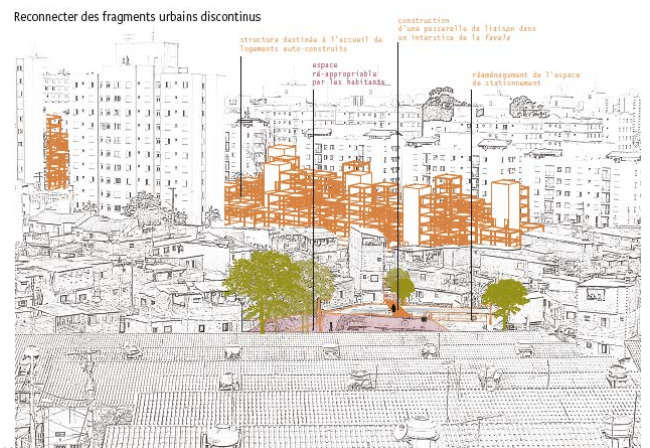 Reconnecter des fragments urbains discontinus
construction
d'une passerelle de liaison dans
un interstice de la favela
structure destinée à l'accueil de
logements auto-construits
espace
ré-appropriable
par les habitants
réaménagement de l'espace
de stationnement